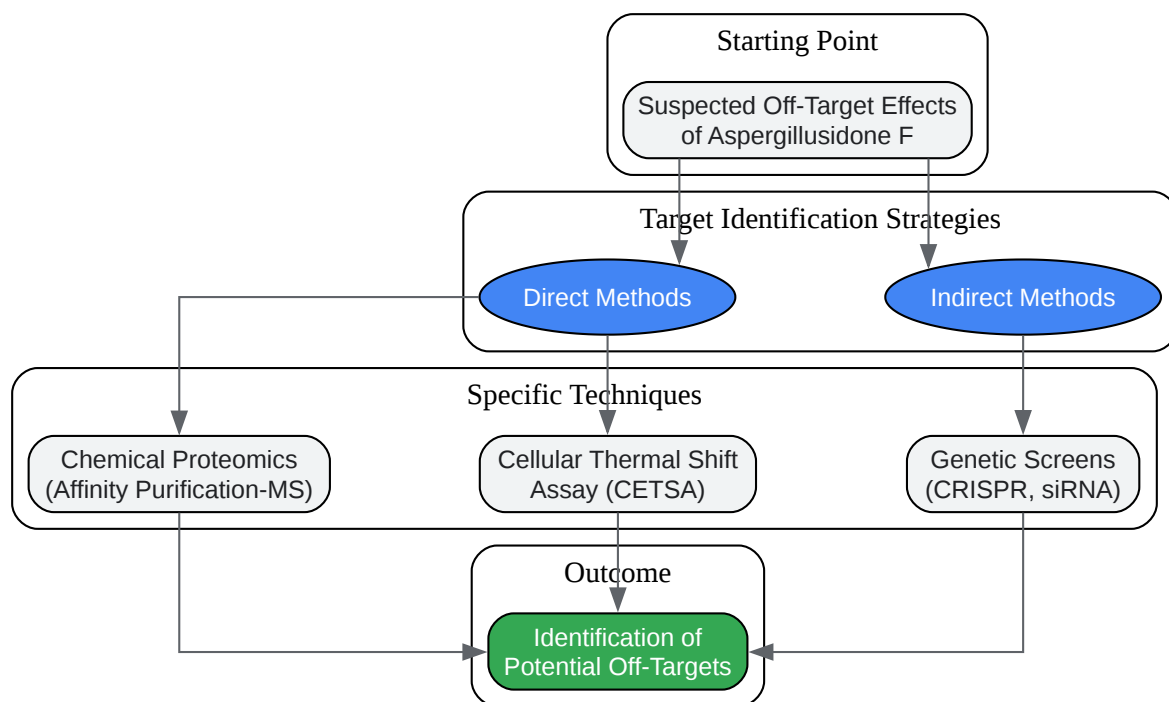 Starting Point
Suspected Off-Target Effects
of Aspergillusidone F
Target Identification Strategies
Direct Methods
Indirect Methods
Specific Techniques
Chemical Proteomics
(Affinity Purification-MS)
Cellular Thermal Shift
Assay (CETSA)
Genetic Screens
(CRISPR, siRNA)
Outcome
Identification of
Potential Off-Targets